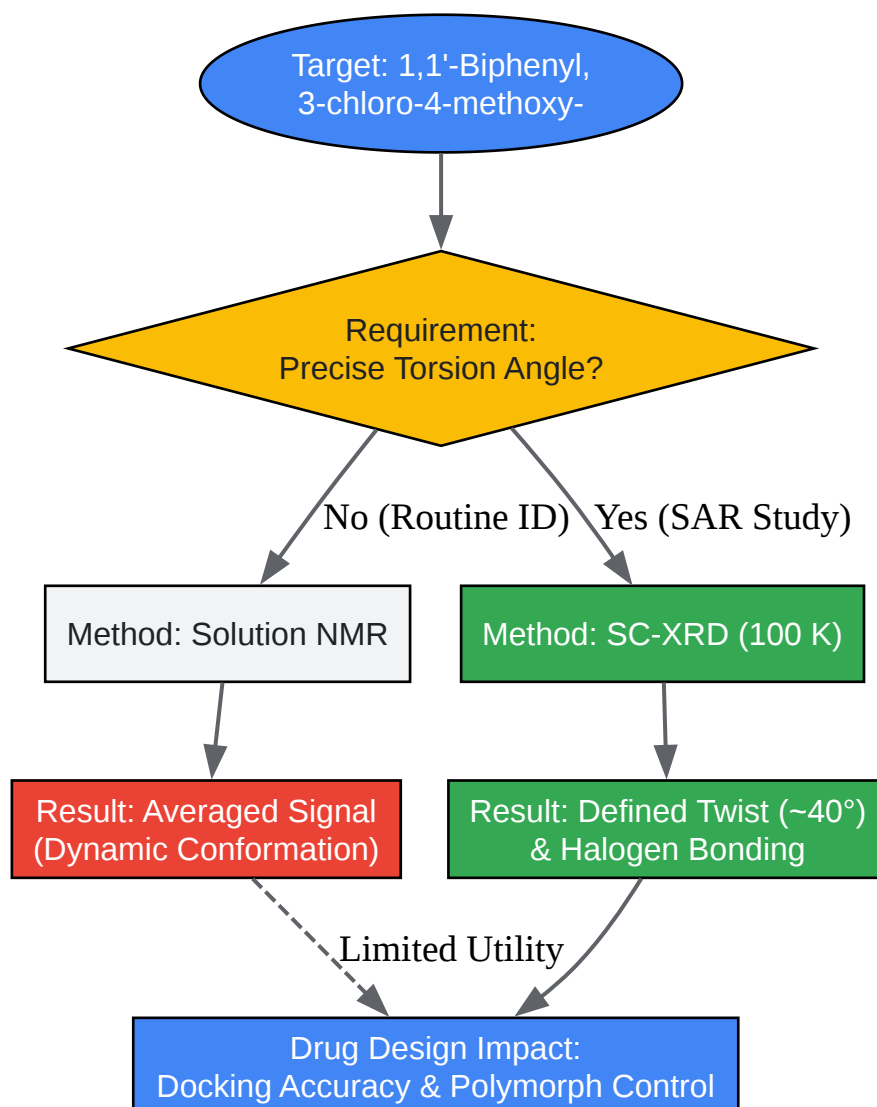 Target: 1,1'-Biphenyl,
3-chloro-4-methoxy-
Requirement:
Precise Torsion Angle?
No (Routine ID)
Yes (SAR Study)
Method: Solution NMR
Method: SC-XRD (100 K)
Result: Averaged Signal
(Dynamic Conformation)
Result: Defined Twist (~40°)
& Halogen Bonding
Limited Utility
Drug Design Impact:
Docking Accuracy & Polymorph Control